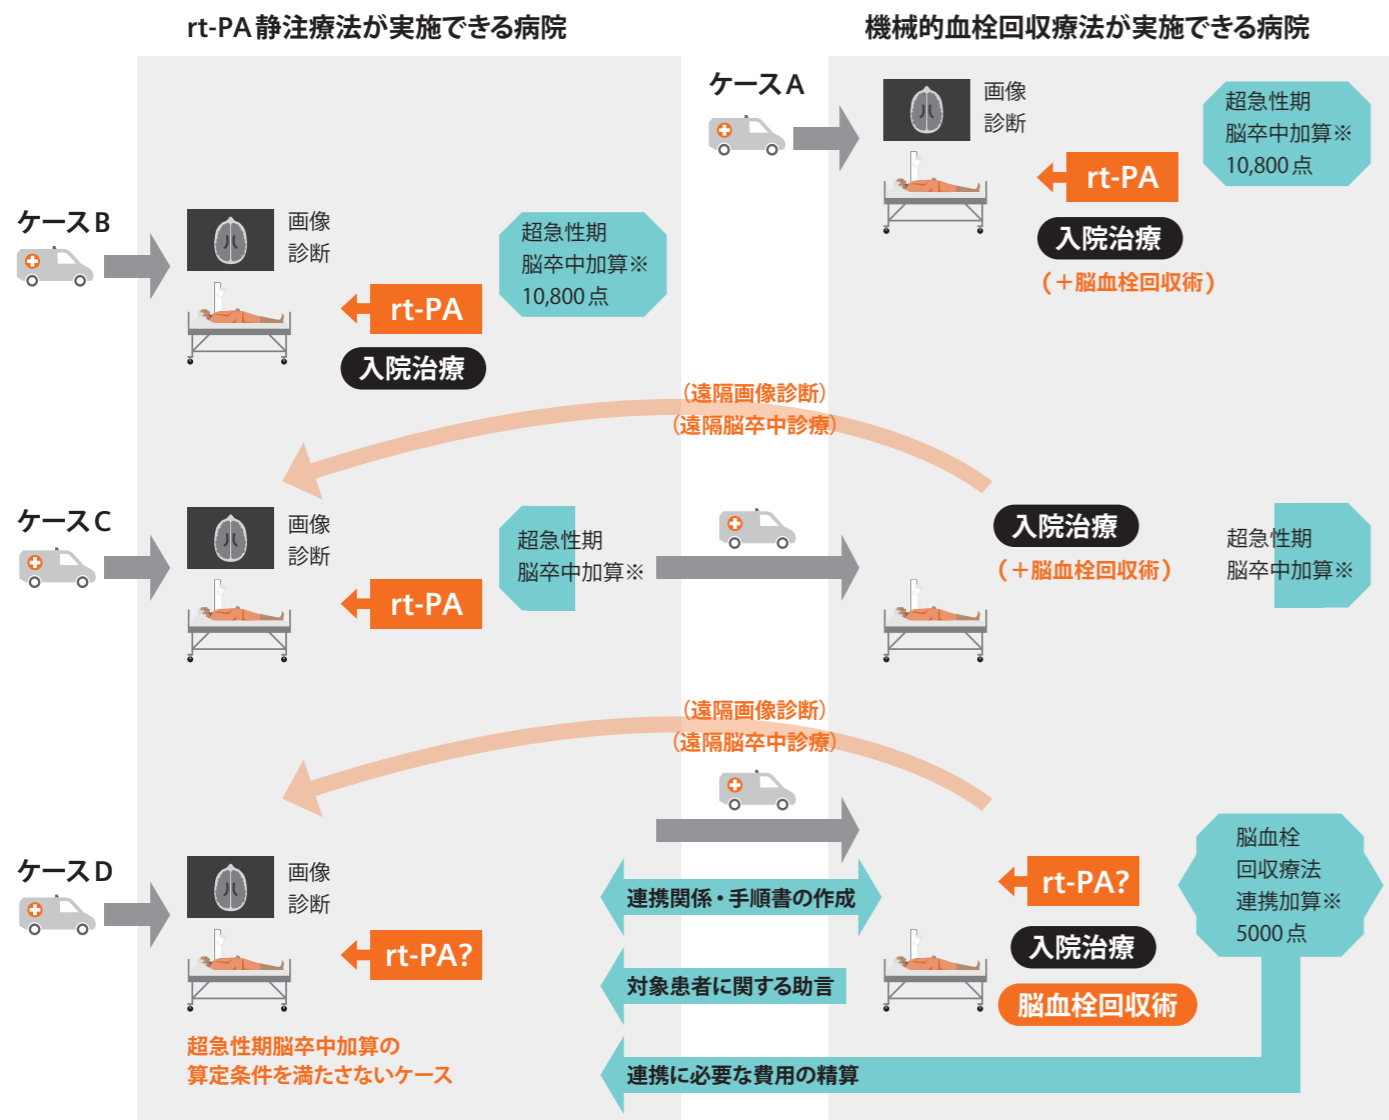 rt-PA静注療法が実施できる病院
機械的血栓回収療法が実施できる病院
ケースA
画像
診断
rt-PA
入院治療
(＋脳血栓回収術)
超急性期
脳卒中加算※
10,800点
ケースB
画像
診断
rt-PA
入院治療
超急性期
脳卒中加算※
10,800点
(遠隔画像診断)
(遠隔脳卒中診療)
ケースC
画像
診断
rt-PA
超急性期
脳卒中加算※
入院治療
(＋脳血栓回収術)
超急性期
脳卒中加算※
(遠隔画像診断)
(遠隔脳卒中診療)
ケースD
画像
診断
rt-PA?
超急性期脳卒中加算の
算定条件を満たさないケース
連携関係・手順書の作成
対象患者に関する助言
連携に必要な費用の精算
rt-PA?
入院治療
脳血栓回収術
脳血栓
回収療法
連携加算※
5000点